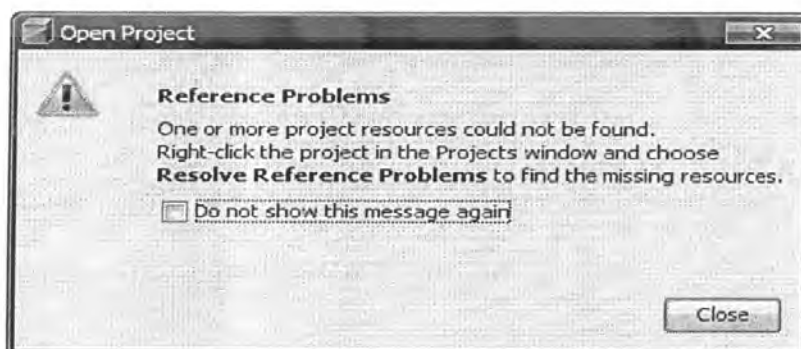 Open Project
Reference Problems
One or more project resources could not be found.
Right-click the project in the Projects window and choose
Resolve Reference Problems to find the missing resources.
Do not show this message again
Close